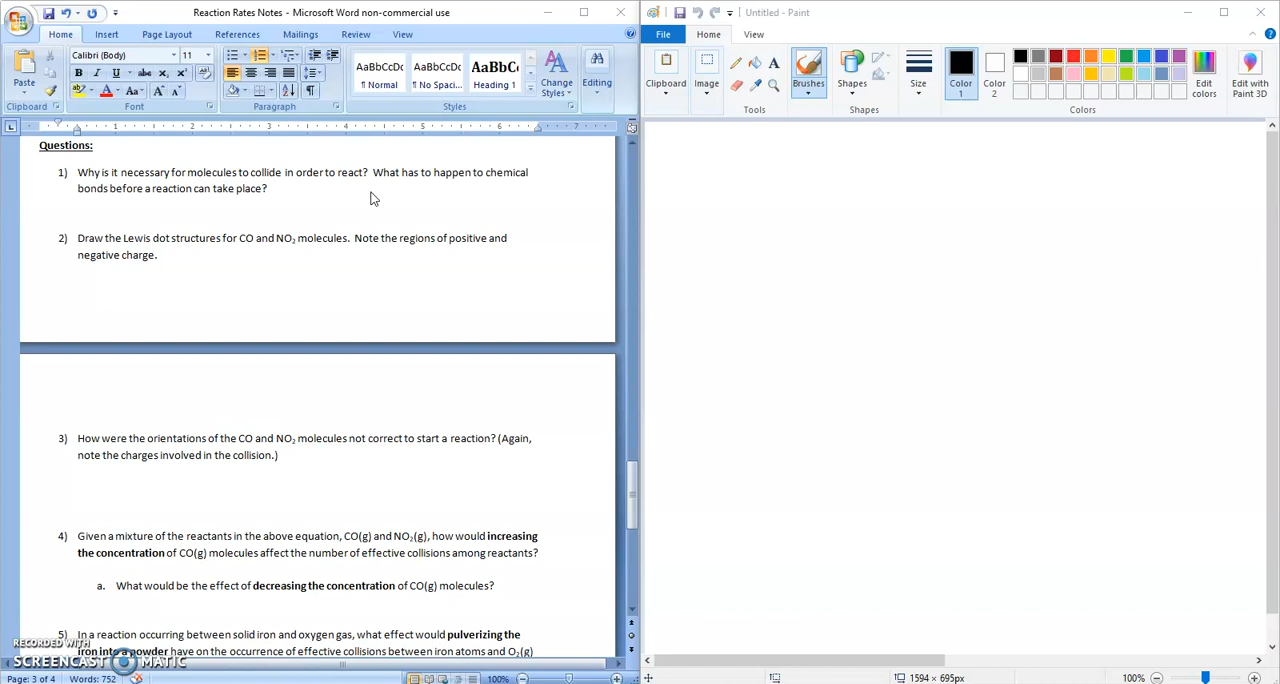 Reaction Rates Notes - Microsoft Word non-commercial use
Home Insert Page Layout References Mailings Review View
Paste
Calibri (Body) 11
AaBbCcDc AaBbCcDc AaBbC
¶ Normal ¶ No Spaci... Heading 1
Change Styles
Editing
Clipboard Font Paragraph Styles
Untitled - Paint
File Home View
Clipboard Image Tools Brushes Shapes Size Color 1 Color 2 Edit colors Edit with Paint 3D
Shapes Colors
Questions:
1) Why is it necessary for molecules to collide in order to react? What has to happen to chemical
bonds before a reaction can take place?
2) Draw the Lewis dot structures for CO and NO₂ molecules. Note the regions of positive and
negative charge.
3) How were the orientations of the CO and NO₂ molecules not correct to start a reaction? (Again,
note the charges involved in the collision.)
4) Given a mixture of the reactants in the above equation, CO(g) and NO₂(g), how would increasing
the concentration of CO(g) molecules affect the number of effective collisions among reactants?
a. What would be the effect of decreasing the concentration of CO(g) molecules?
5) In a reaction occurring between solid iron and oxygen gas, what effect would pulverizing the
iron into a powder have on the occurrence of effective collisions between iron atoms and O₂(g)
RECORDED WITH
SCREENCAST MATIC
Page: 3 of 4 Words: 752 100%
1594 × 695px 100%